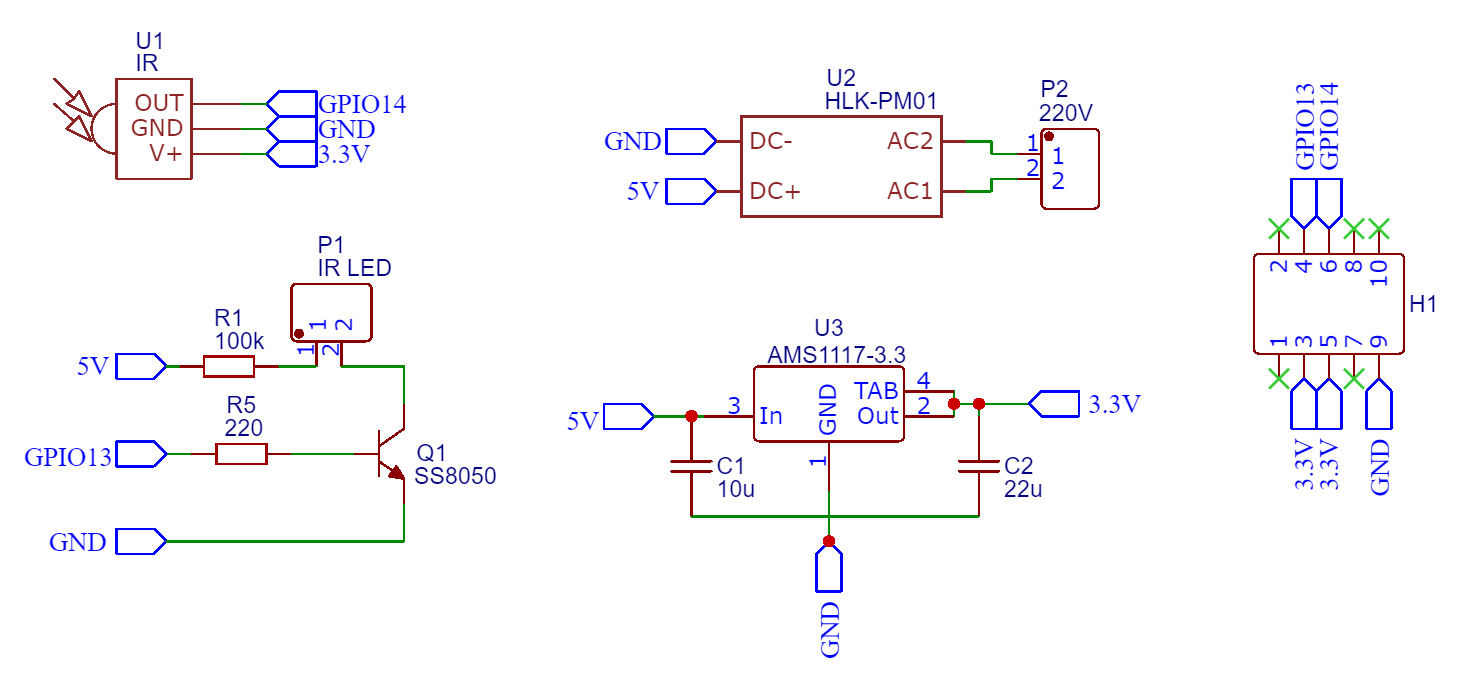 U1
IR
OUT
GND
V+
GPIO14
GND
3.3V
U2
HLK-PM01
GND
5V
DC-
DC+
AC2
AC1
P2
220V
1
2
1
2
GPIO13
GPIO14
2
4
6
8
10
H1
1
3
5
7
9
3.3V
3.3V
GND
P1
IR LED
1
2
1
2
R1
100k
5V
R5
220
GPIO13
Q1
SS8050
GND
U3
AMS1117-3.3
5V
3
In
GND
TAB
Out
4
2
1
3.3V
C1
10u
C2
22u
GND